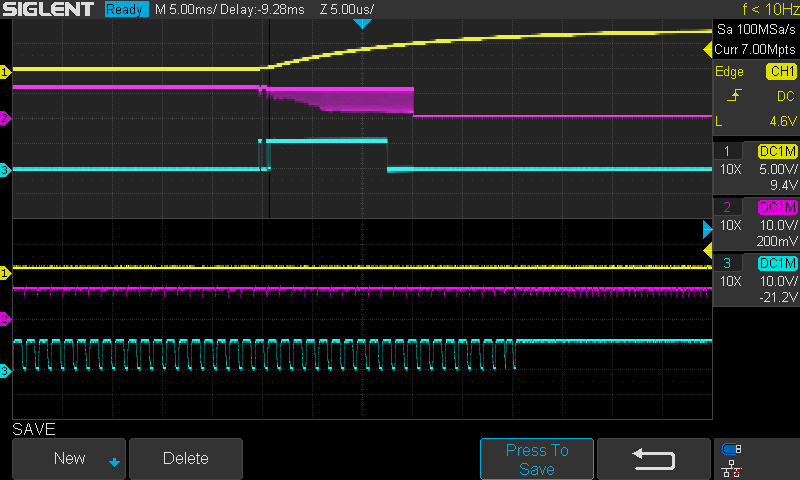 SIGLENT Ready M 5.00ms/ Delay:-9.28ms Z 5.00us/ f < 10Hz
Sa 100MSa/s
Curr 7.00Mpts
Edge CH1
DC
L 4.6V
1 DC1M
10X 5.00V/
9.4V
2 DC1M
10X 10.0V/
200mV
3 DC1M
10X 10.0V/
-21.2V
1
2
3
1
2
3
SAVE
New
Delete
Press To
Save